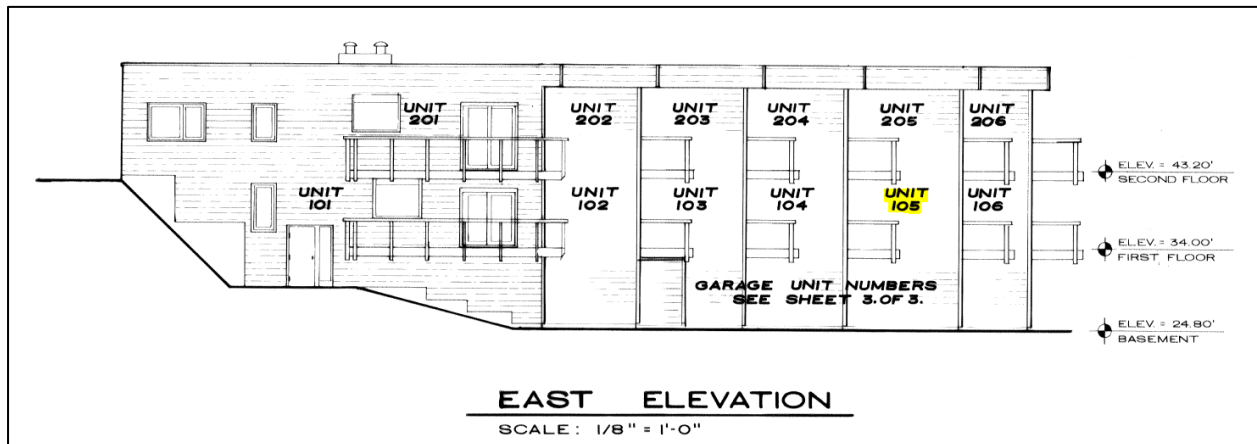 UNIT
201
UNIT
202
UNIT
203
UNIT
204
UNIT
205
UNIT
206
ELEV. = 43.20'
SECOND FLOOR
UNIT
101
UNIT
102
UNIT
103
UNIT
104
UNIT
105
UNIT
106
ELEV. = 34.00'
FIRST FLOOR
GARAGE UNIT NUMBERS
SEE SHEET 3.OF 3.
ELEV. = 24.80'
BASEMENT
EAST ELEVATION
SCALE: 1/8" = 1'-0"